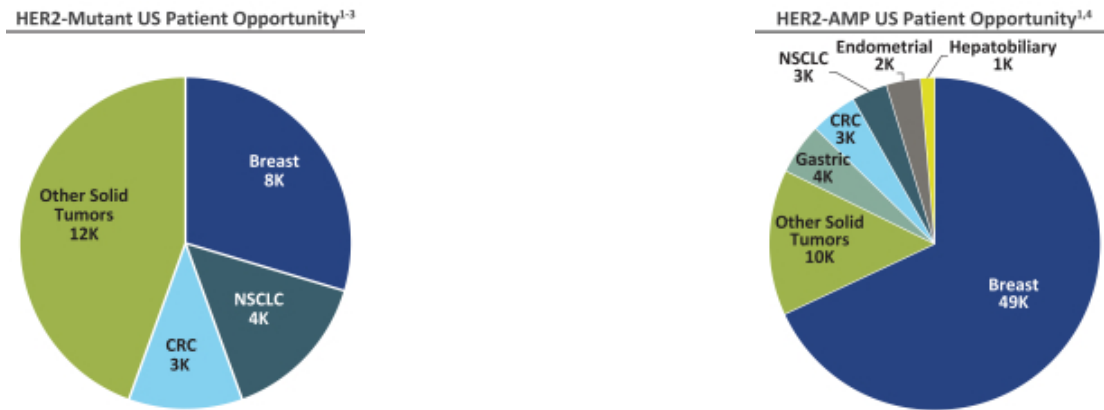 HER2-Mutant US Patient Opportunity¹⁻³
Breast
8K
NSCLC
4K
CRC
3K
Other Solid
Tumors
12K
HER2-AMP US Patient Opportunity¹,⁴
Endometrial
2K
Hepatobiliary
1K
NSCLC
3K
CRC
3K
Gastric
4K
Other Solid
Tumors
10K
Breast
49K